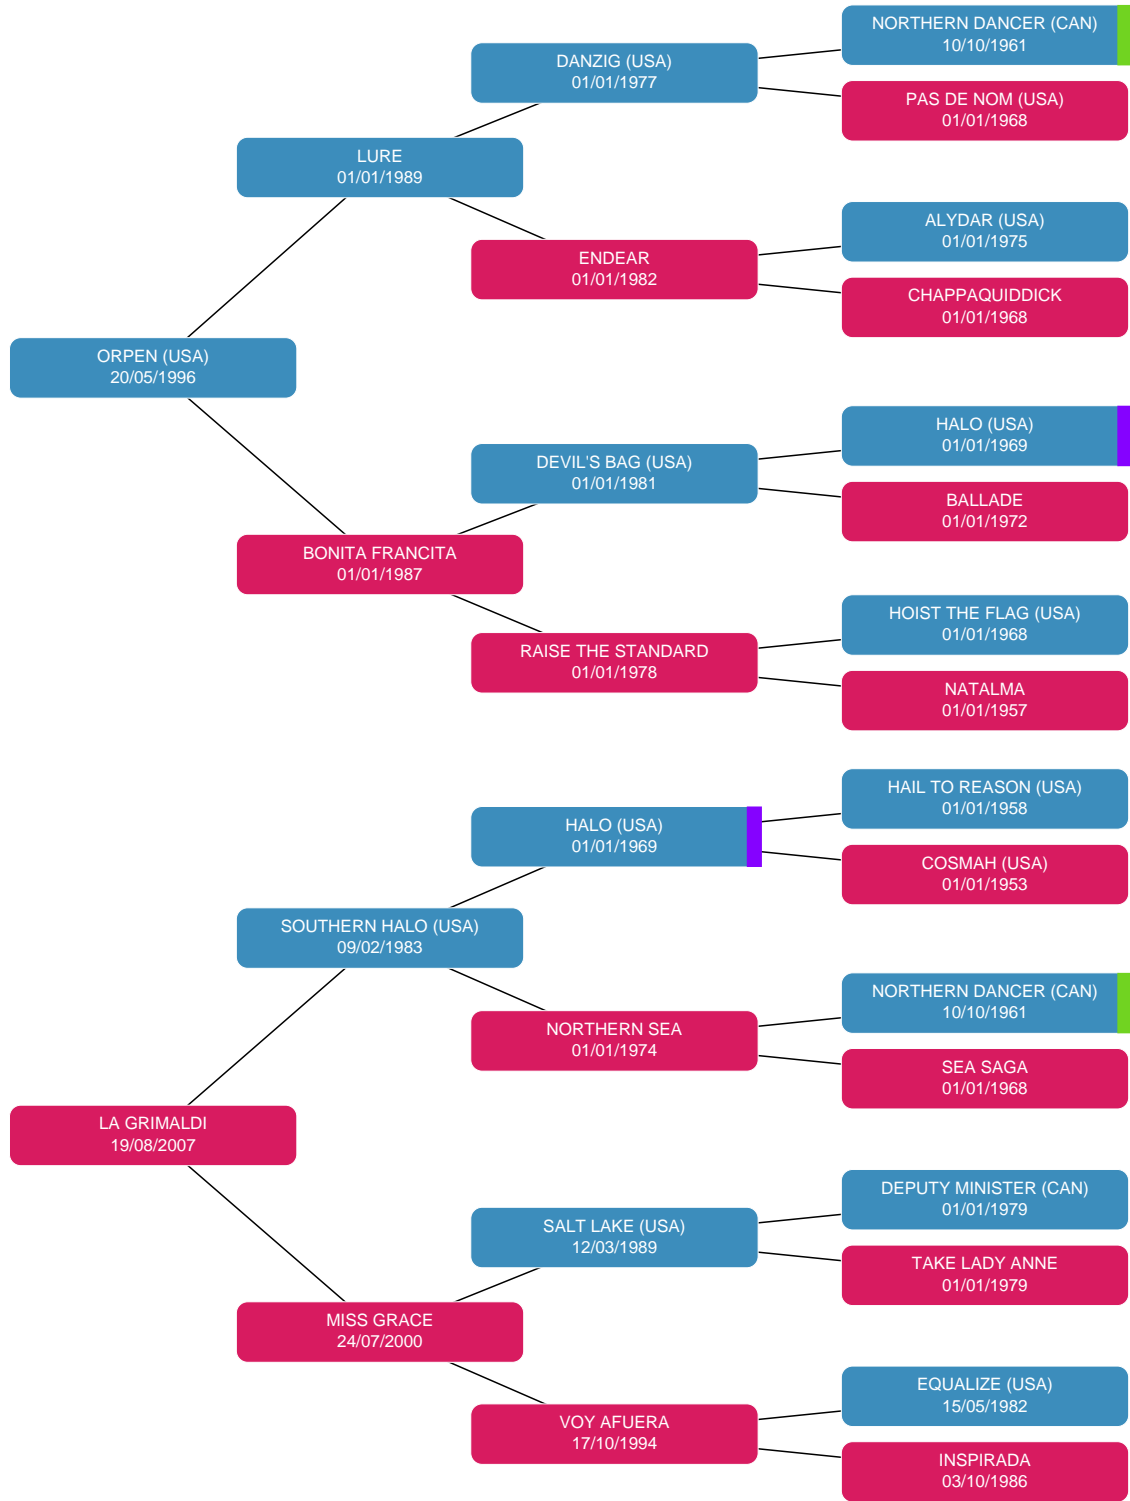 NORTHERN DANCER (CAN)
10/10/1961
DANZIG (USA)
01/01/1977
PAS DE NOM (USA)
01/01/1968
LURE
01/01/1989
ALYDAR (USA)
01/01/1975
ENDEAR
01/01/1982
CHAPPAQUIDDICK
01/01/1968
ORPEN (USA)
20/05/1996
HALO (USA)
01/01/1969
DEVIL'S BAG (USA)
01/01/1981
BALLADE
01/01/1972
BONITA FRANCITA
01/01/1987
HOIST THE FLAG (USA)
01/01/1968
RAISE THE STANDARD
01/01/1978
NATALMA
01/01/1957
HAIL TO REASON (USA)
01/01/1958
HALO (USA)
01/01/1969
COSMAH (USA)
01/01/1953
SOUTHERN HALO (USA)
09/02/1983
NORTHERN DANCER (CAN)
10/10/1961
NORTHERN SEA
01/01/1974
SEA SAGA
01/01/1968
LA GRIMALDI
19/08/2007
DEPUTY MINISTER (CAN)
01/01/1979
SALT LAKE (USA)
12/03/1989
TAKE LADY ANNE
01/01/1979
MISS GRACE
24/07/2000
EQUALIZE (USA)
15/05/1982
VOY AFUERA
17/10/1994
INSPIRADA
03/10/1986